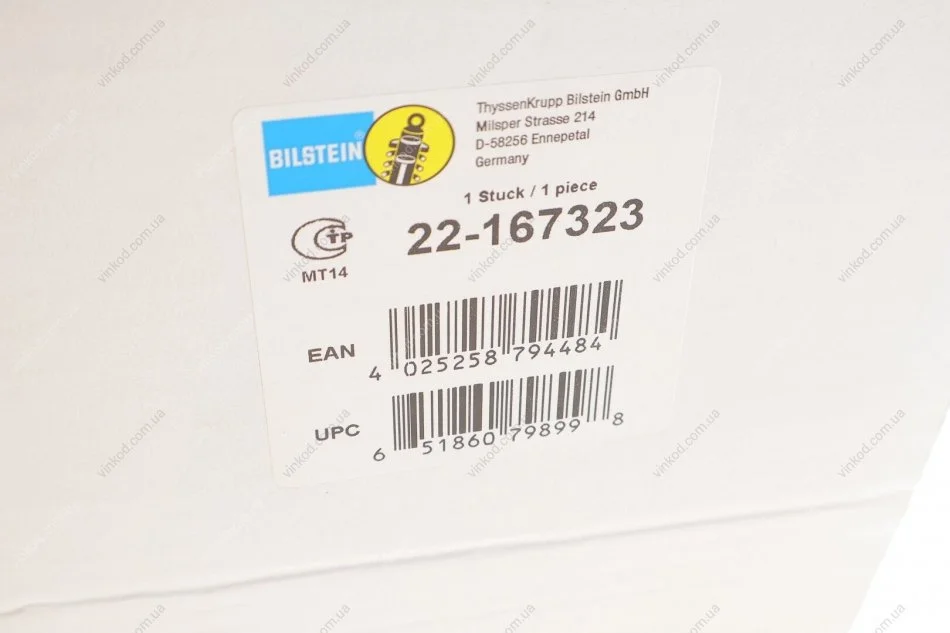 BILSTEIN®
ThyssenKrupp Bilstein GmbH
Milsper Strasse 214
D-58256 Ennepetal
Germany
1 Stuck / 1 piece
22-167323
СТР
MT14
EAN
4 025258 794484
UPC
6 51860 79899 8
vinkod.com.ua